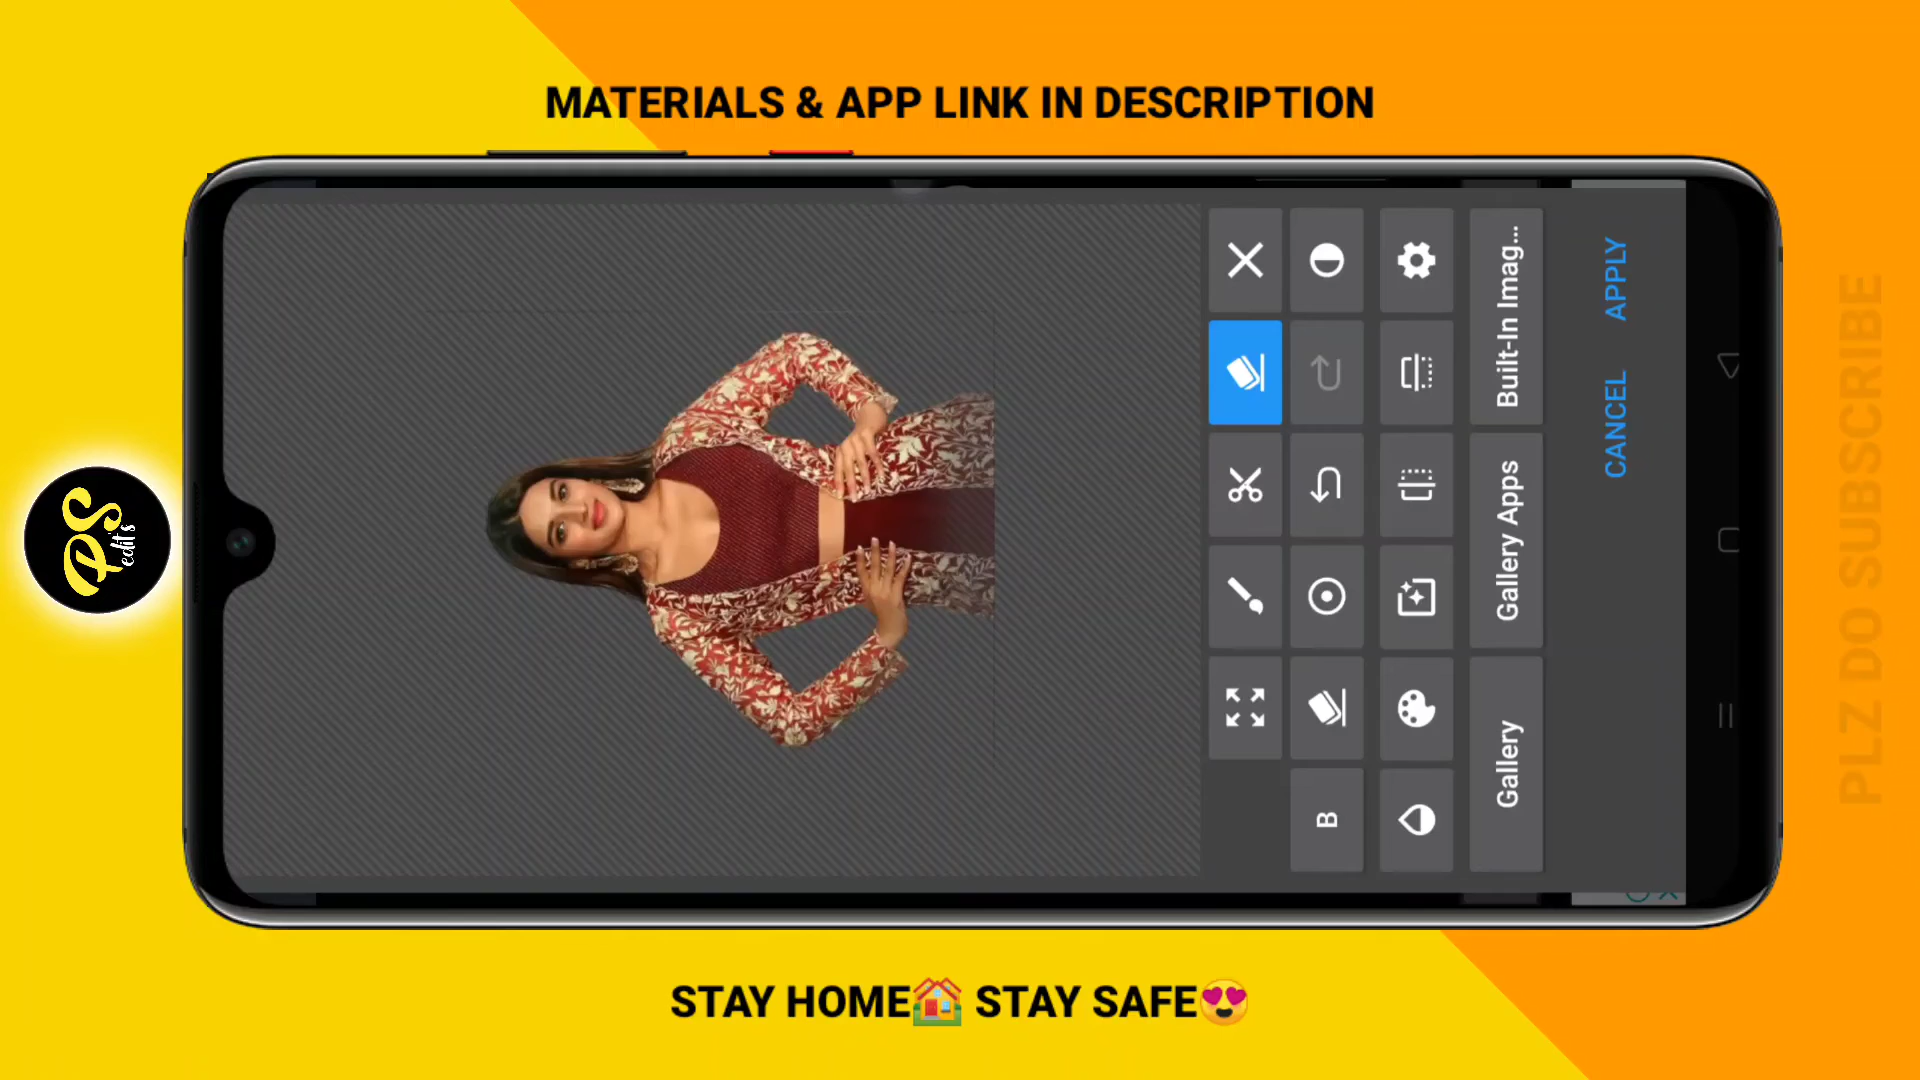 MATERIALS & APP LINK IN DESCRIPTION
PS
edit's
Built-In Imag...
Gallery Apps
Gallery
B
APPLY
CANCEL
PLZ DO SUBSCRIBE
STAY HOME🏠 STAY SAFE😍